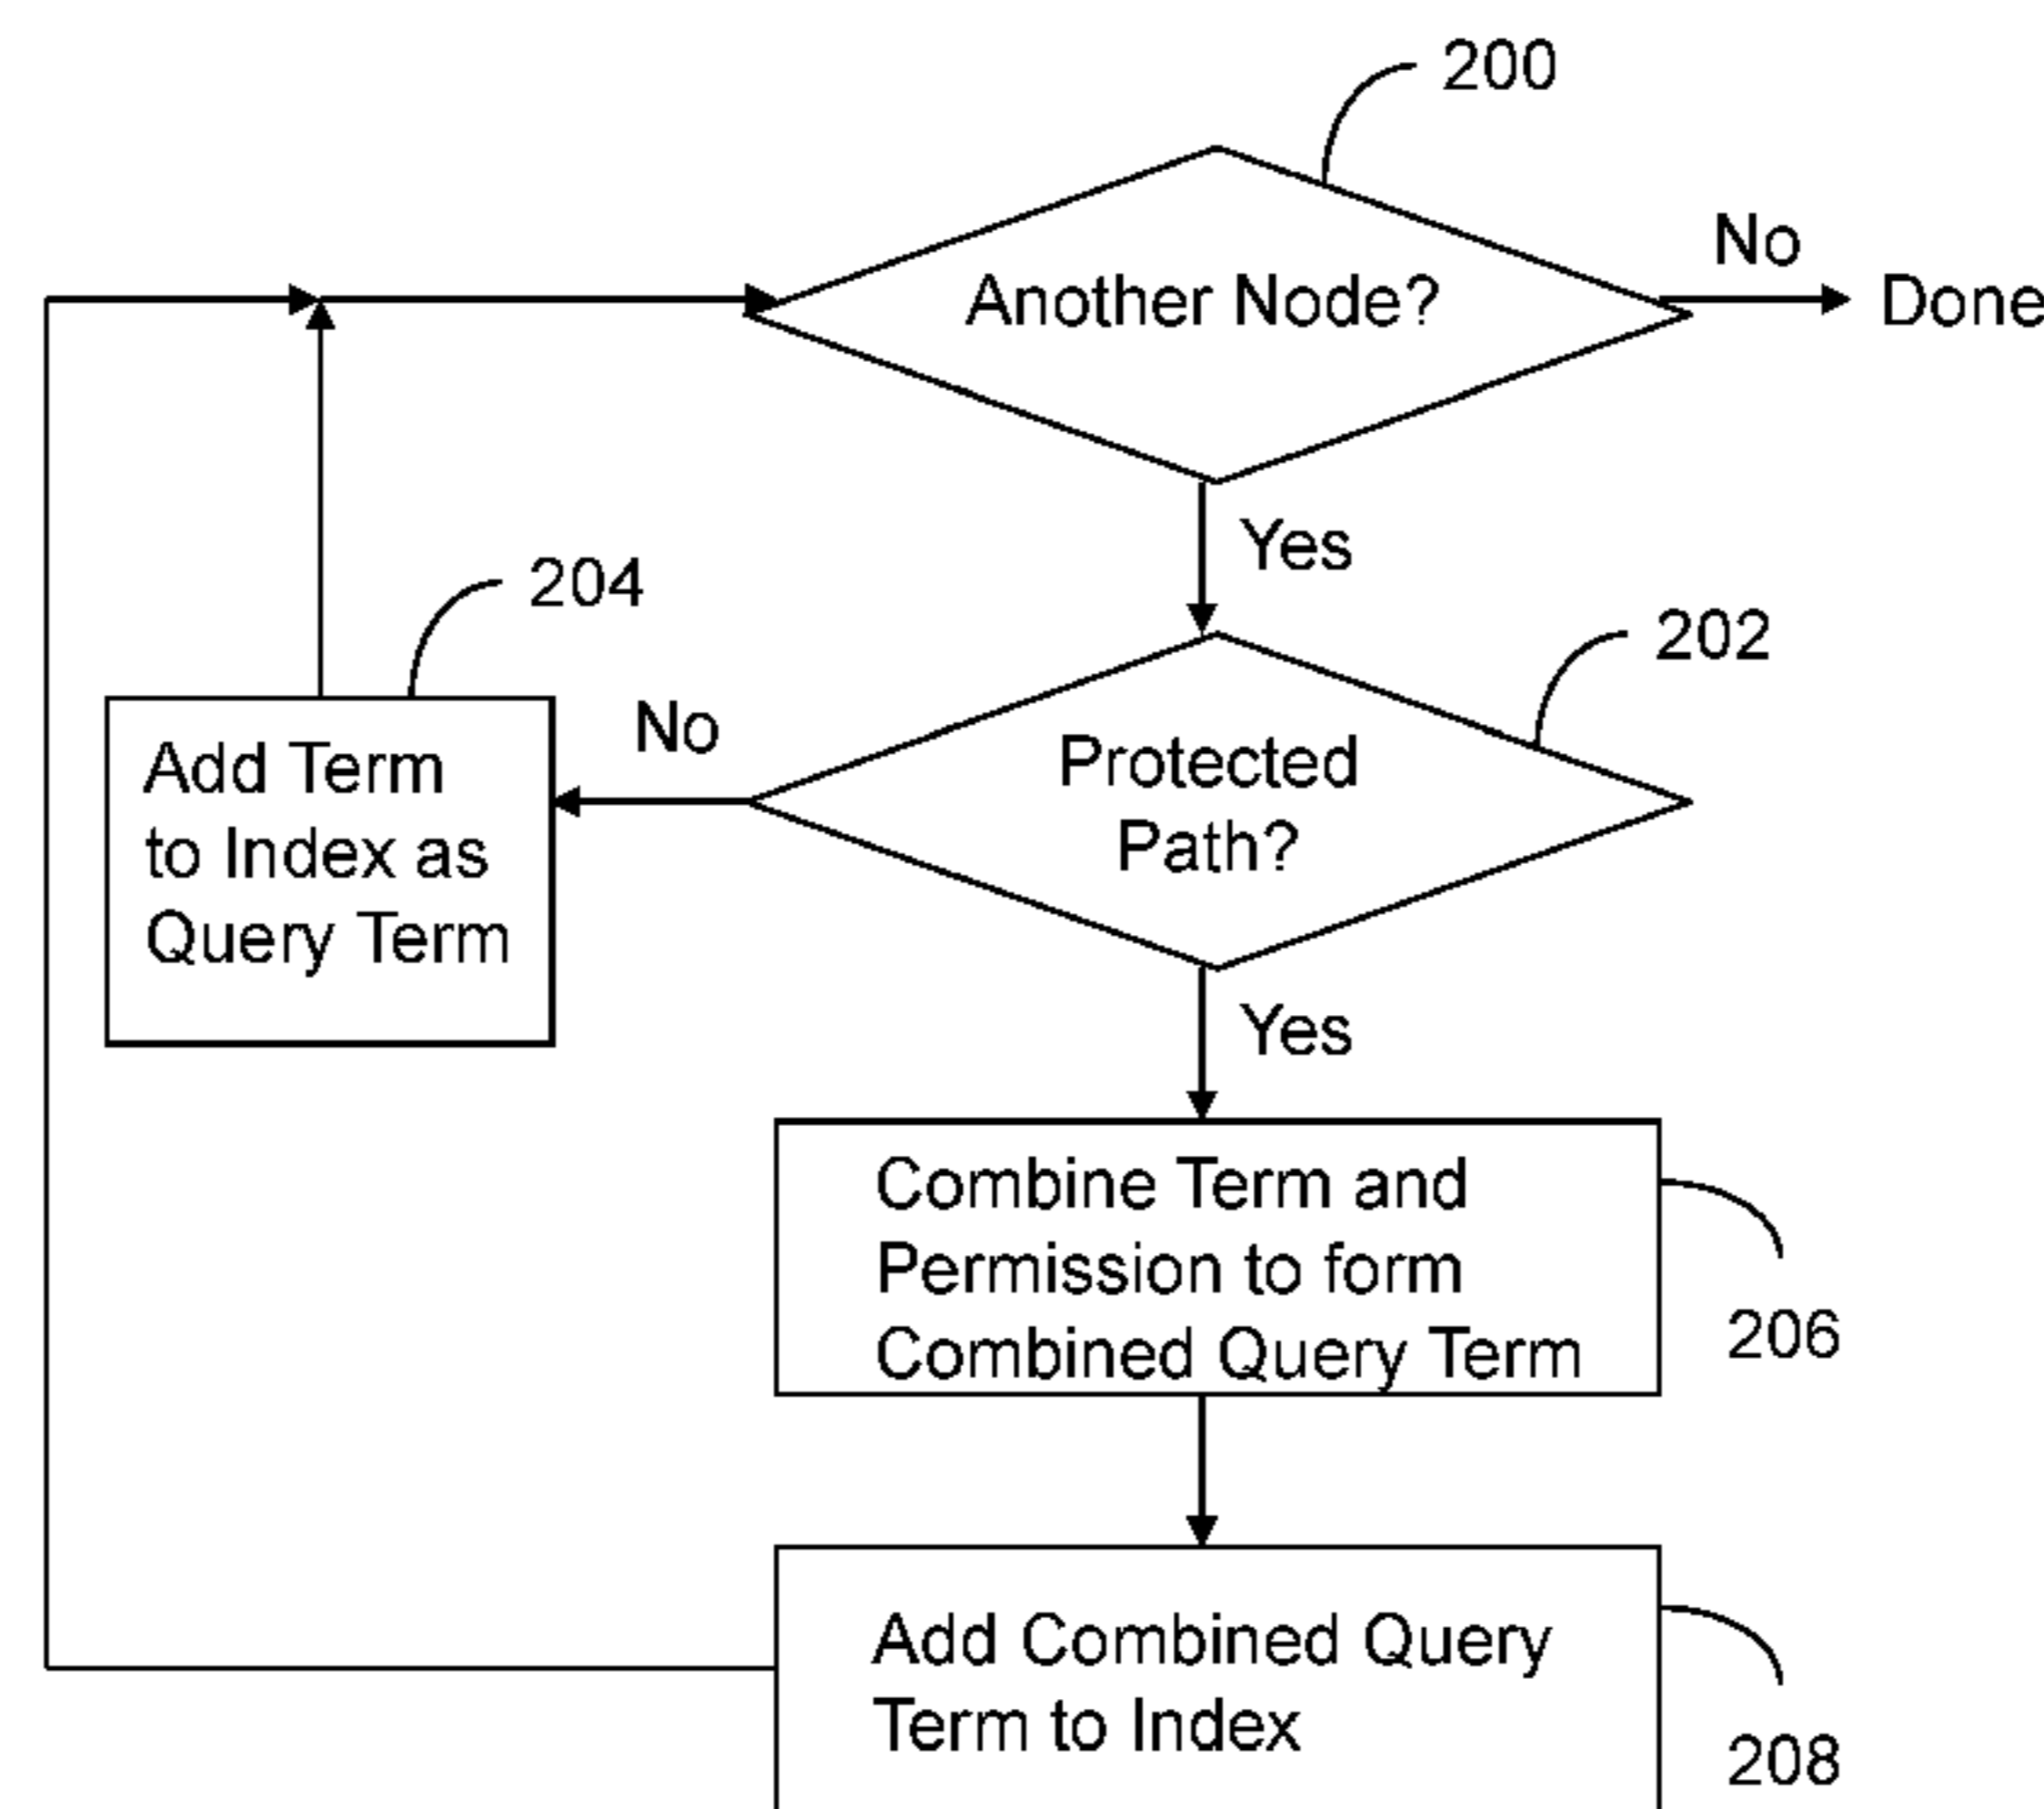 200
Another Node?
No
Done
Yes
204
202
Add Term
to Index as
Query Term
No
Protected
Path?
Yes
Combine Term and
Permission to form
Combined Query Term
206
Add Combined Query
Term to Index
208